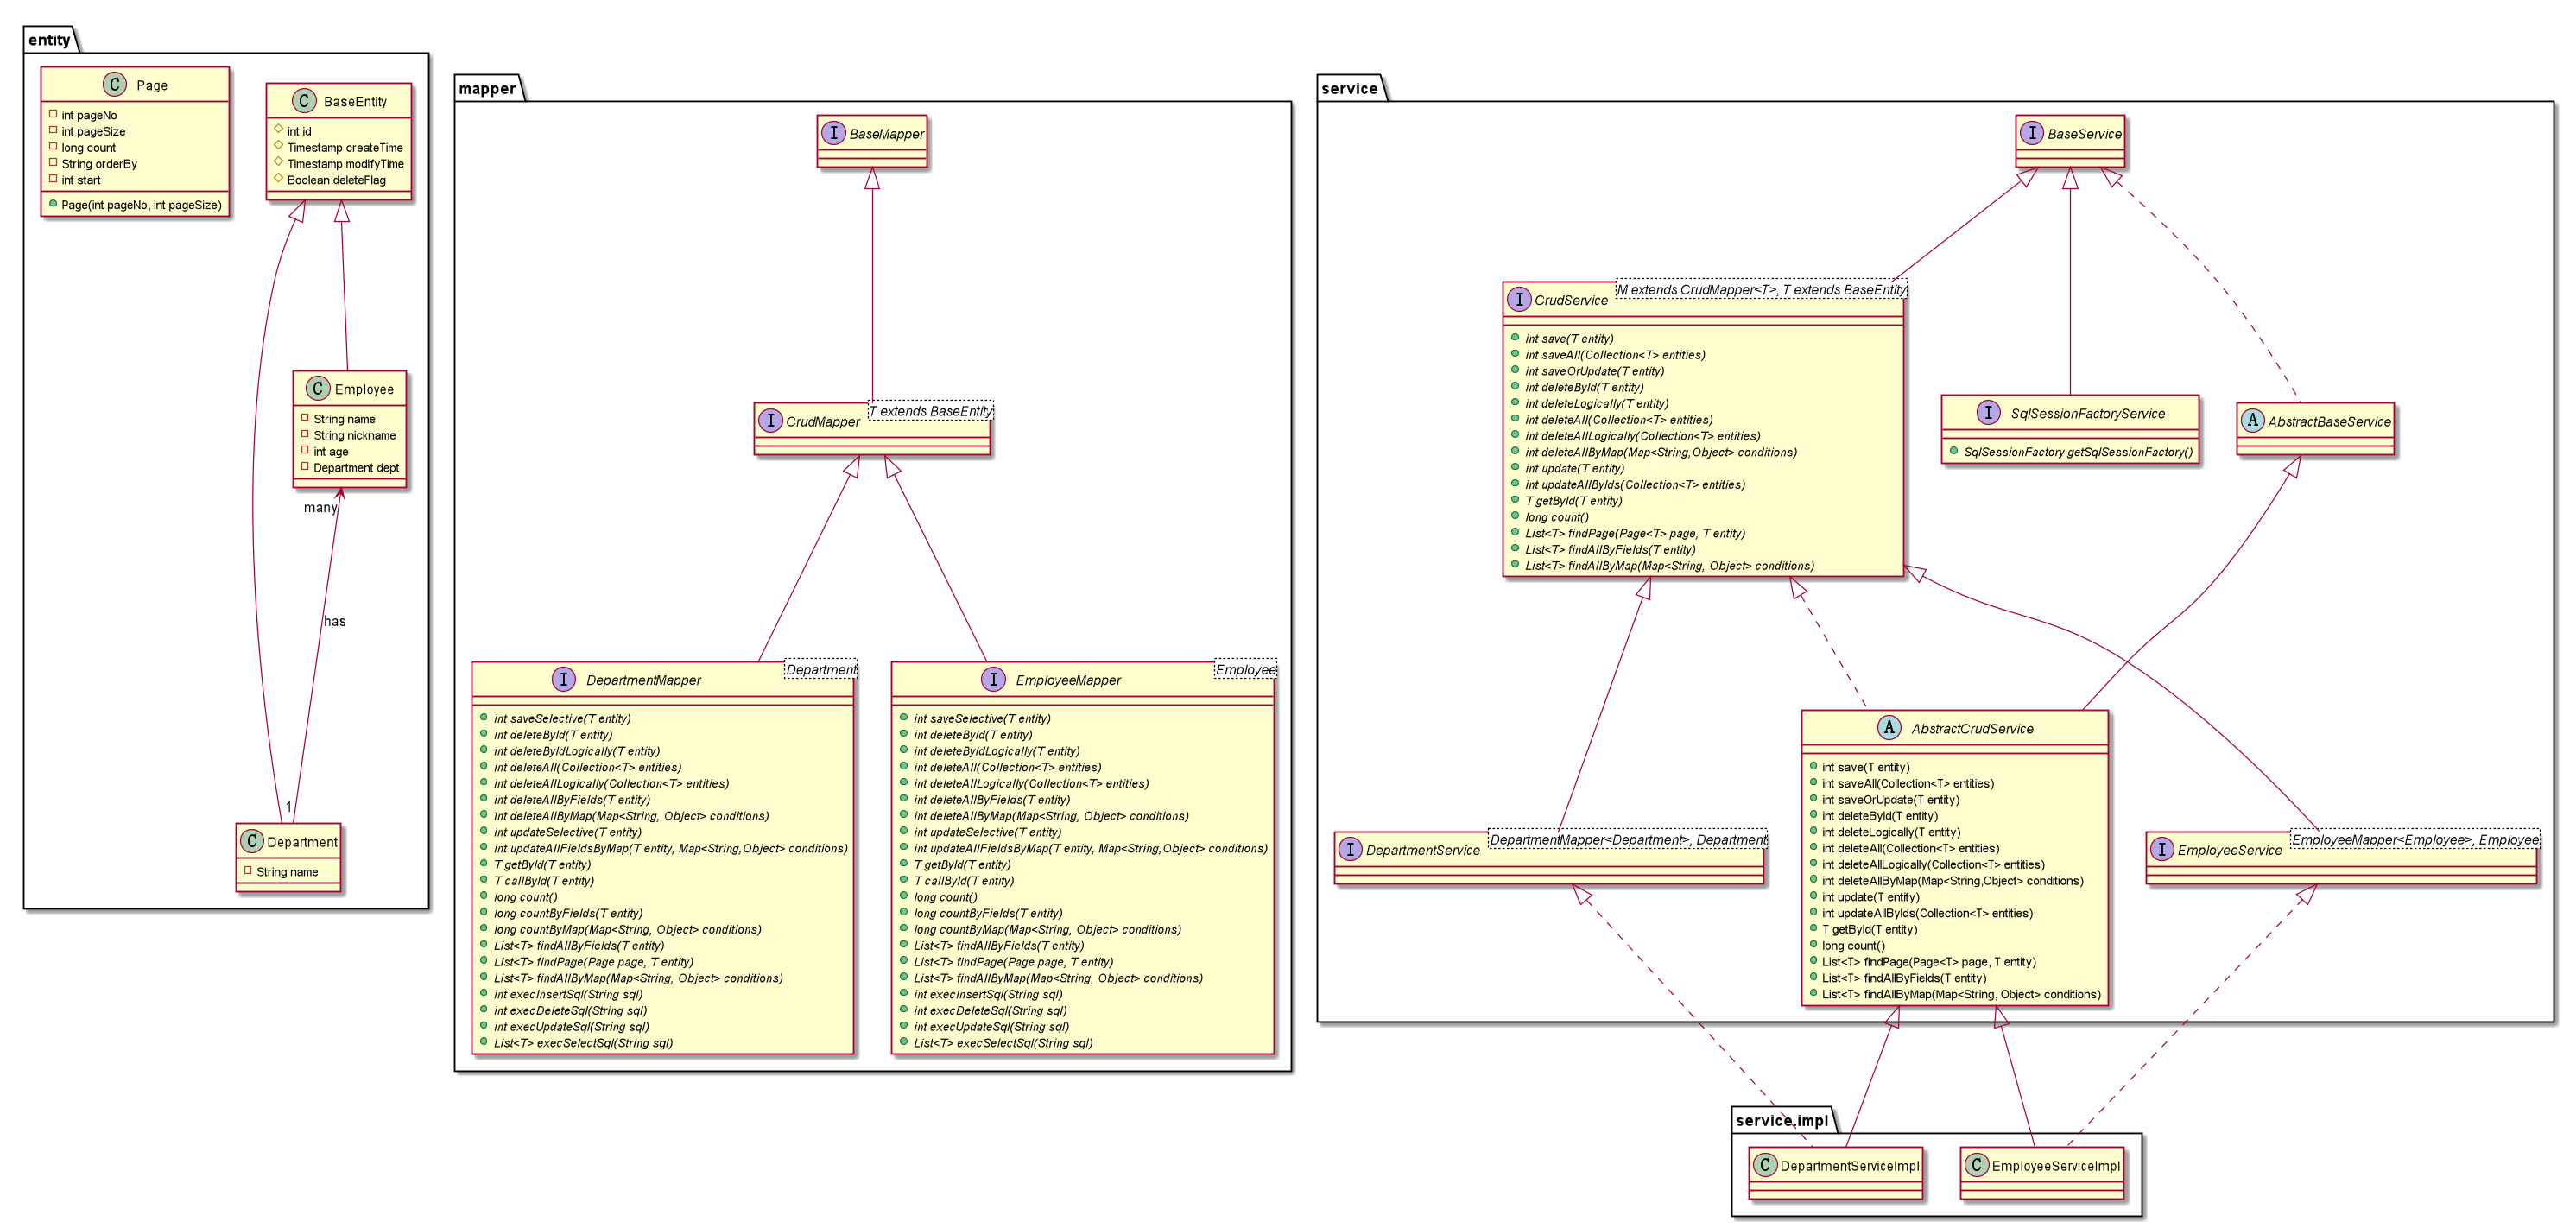 entity
C Page
int pageNo
int pageSize
long count
String orderBy
int start
Page(int pageNo, int pageSize)
C BaseEntity
int id
Timestamp createTime
Timestamp modifyTime
Boolean deleteFlag
C Employee
String name
String nickname
int age
Department dept
many
has
1
C Department
String name
mapper
I BaseMapper
I CrudMapper
T extends BaseEntity
I DepartmentMapper
Department
int saveSelective(T entity)
int deleteById(T entity)
int deleteByIdLogically(T entity)
int deleteAll(Collection<T> entities)
int deleteAllLogically(Collection<T> entities)
int deleteAllByFields(T entity)
int deleteAllByMap(Map<String, Object> conditions)
int updateSelective(T entity)
int updateAllFieldsByMap(T entity, Map<String,Object> conditions)
T getById(T entity)
T callById(T entity)
long count()
long countByFields(T entity)
long countByMap(Map<String, Object> conditions)
List<T> findAllByFields(T entity)
List<T> findPage(Page page, T entity)
List<T> findAllByMap(Map<String, Object> conditions)
int execInsertSql(String sql)
int execDeleteSql(String sql)
int execUpdateSql(String sql)
List<T> execSelectSql(String sql)
I EmployeeMapper
Employee
int saveSelective(T entity)
int deleteById(T entity)
int deleteByIdLogically(T entity)
int deleteAll(Collection<T> entities)
int deleteAllLogically(Collection<T> entities)
int deleteAllByFields(T entity)
int deleteAllByMap(Map<String, Object> conditions)
int updateSelective(T entity)
int updateAllFieldsByMap(T entity, Map<String,Object> conditions)
T getById(T entity)
T callById(T entity)
long count()
long countByFields(T entity)
long countByMap(Map<String, Object> conditions)
List<T> findAllByFields(T entity)
List<T> findPage(Page page, T entity)
List<T> findAllByMap(Map<String, Object> conditions)
int execInsertSql(String sql)
int execDeleteSql(String sql)
int execUpdateSql(String sql)
List<T> execSelectSql(String sql)
service
I BaseService
I CrudService
M extends CrudMapper<T>, T extends BaseEntity
int save(T entity)
int saveAll(Collection<T> entities)
int saveOrUpdate(T entity)
int deleteById(T entity)
int deleteLogically(T entity)
int deleteAll(Collection<T> entities)
int deleteAllLogically(Collection<T> entities)
int deleteAllByMap(Map<String,Object> conditions)
int update(T entity)
int updateAllByIds(Collection<T> entities)
T getById(T entity)
long count()
List<T> findPage(Page<T> page, T entity)
List<T> findAllByFields(T entity)
List<T> findAllByMap(Map<String, Object> conditions)
I SqlSessionFactoryService
SqlSessionFactory getSqlSessionFactory()
A AbstractBaseService
A AbstractCrudService
int save(T entity)
int saveAll(Collection<T> entities)
int saveOrUpdate(T entity)
int deleteById(T entity)
int deleteLogically(T entity)
int deleteAll(Collection<T> entities)
int deleteAllLogically(Collection<T> entities)
int deleteAllByMap(Map<String,Object> conditions)
int update(T entity)
int updateAllByIds(Collection<T> entities)
T getById(T entity)
long count()
List<T> findPage(Page<T> page, T entity)
List<T> findAllByFields(T entity)
List<T> findAllByMap(Map<String, Object> conditions)
I DepartmentService
DepartmentMapper<Department>, Department
I EmployeeService
EmployeeMapper<Employee>, Employee
service.impl
C DepartmentServiceImpl
C EmployeeServiceImpl